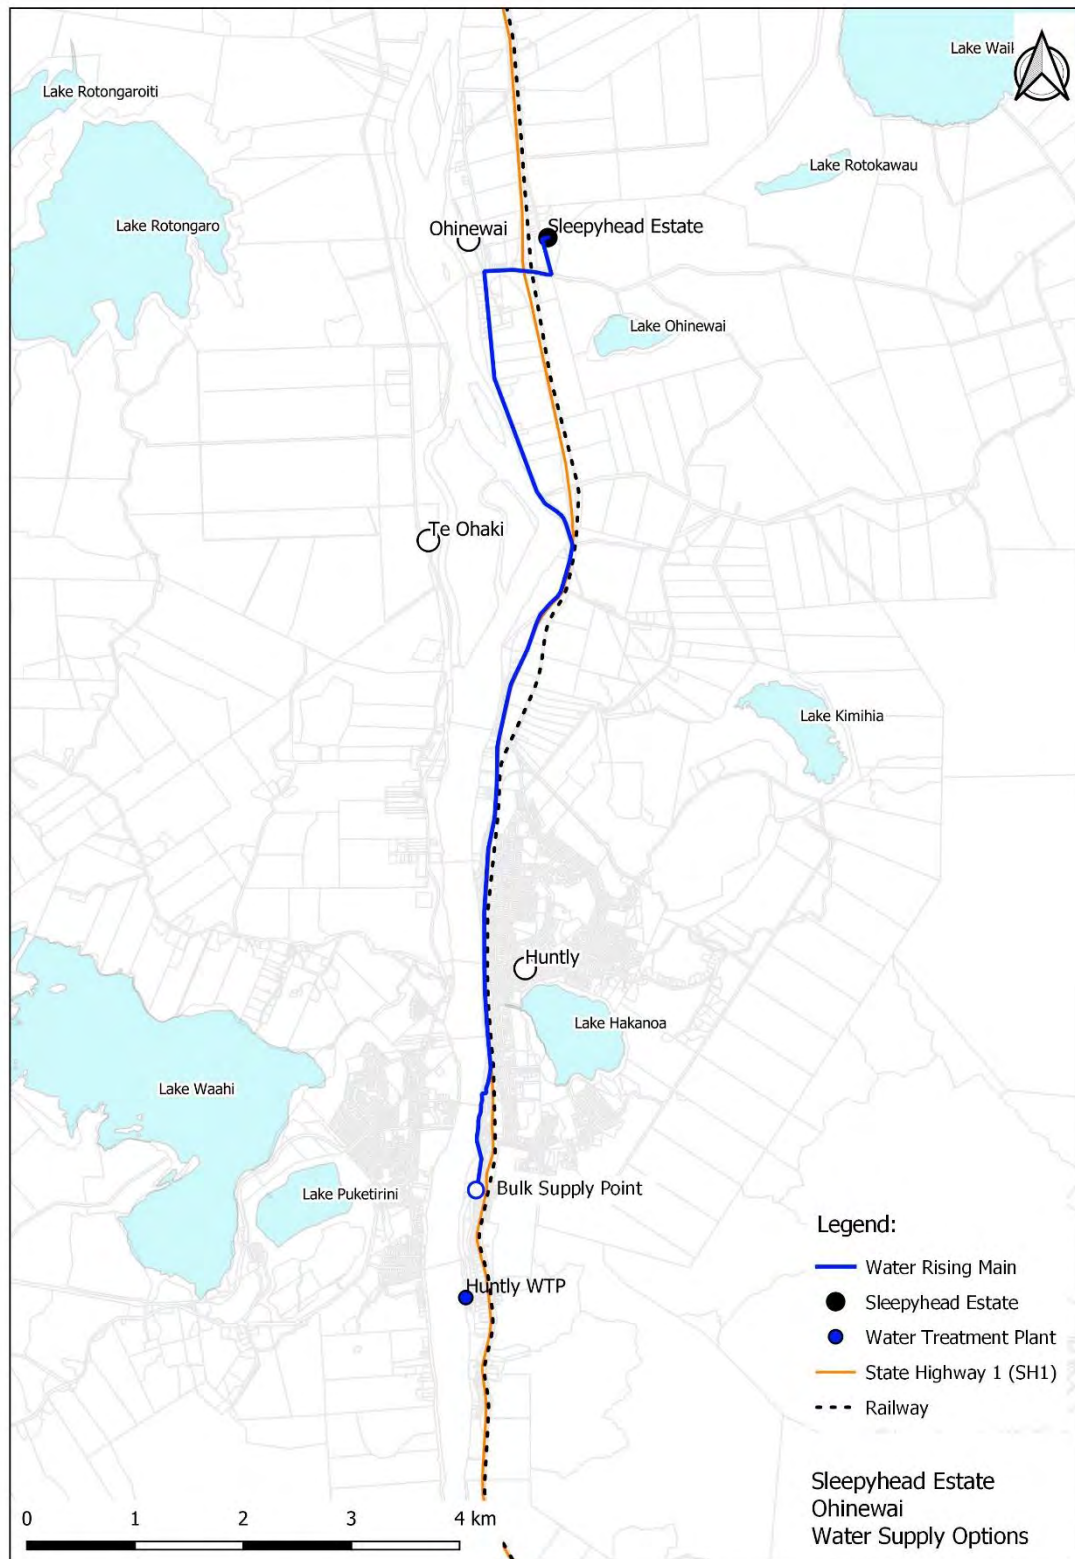 Lake Waik
Lake Rotongaroiti
Lake Rotokawau
Lake Rotongaro
Ohinewai
Sleepyhead Estate
Lake Ohinewai
Te Ohaki
Lake Kimihia
Huntly
Lake Hakanoa
Lake Waahi
Lake Puketirini
Bulk Supply Point
Huntly WTP
Legend:
Water Rising Main
Sleepyhead Estate
Water Treatment Plant
State Highway 1 (SH1)
Railway
Sleepyhead Estate
Ohinewai
Water Supply Options
0 1 2 3 4 km